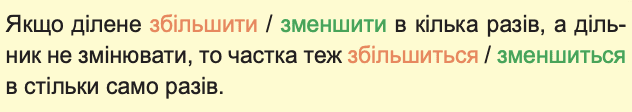 Якщо ділене збільшити / зменшити в кілька разів, а діль-
ник не змінювати, то частка теж збільшиться / зменшиться
в стільки само разів.